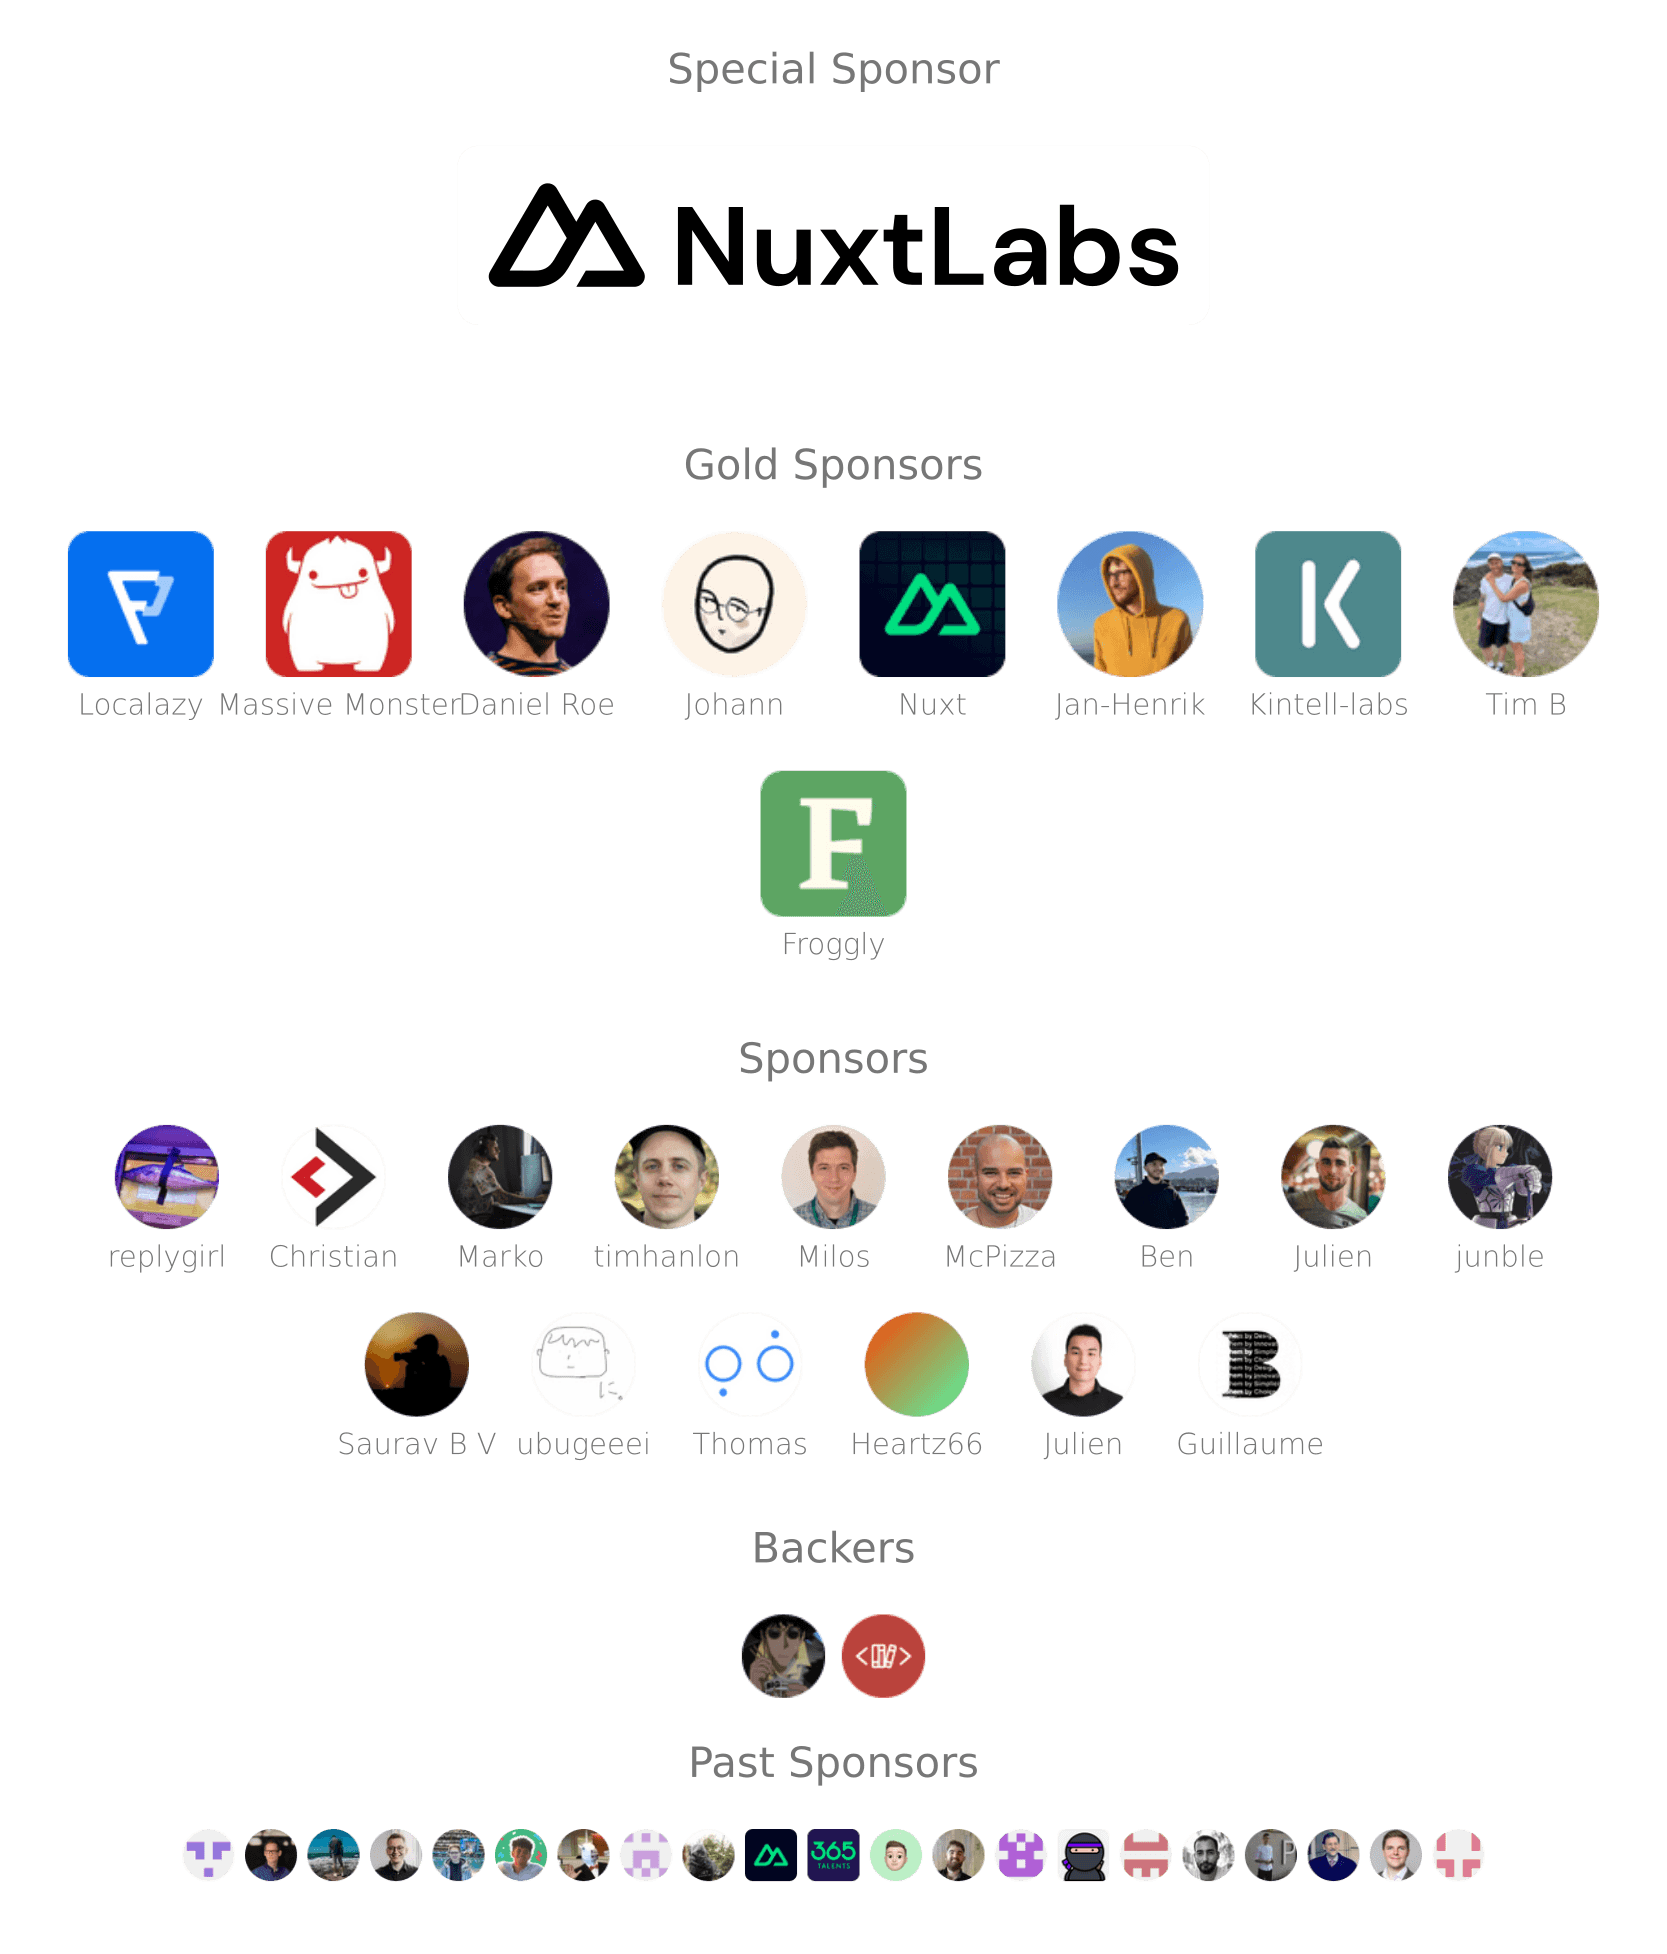 Special Sponsor
NuxtLabs
Gold Sponsors
Localazy Massive Monster Daniel Roe Johann Nuxt Jan-Henrik Kintell-labs Tim B
F
Froggly
Sponsors
replygirl Christian Marko timhanlon Milos McPizza Ben Julien junble
Saurav B V ubugeeei Thomas Heartz66 Julien Guillaume
Backers
Past Sponsors
365
TALENTS